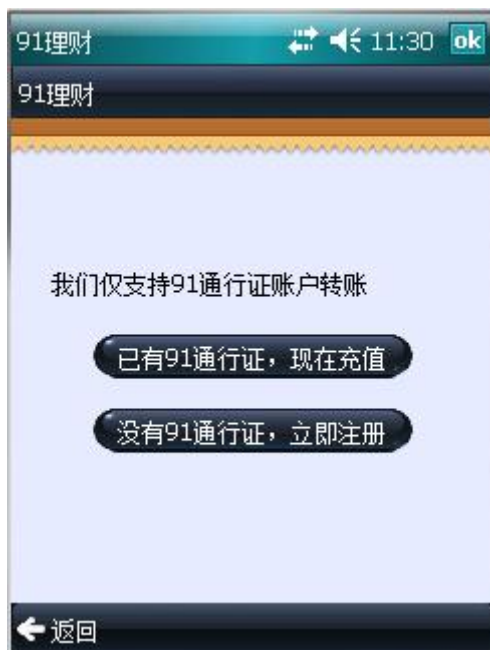 91理财 11:30 ok
91理财
我们仅支持91通行证账户转账
已有91通行证，现在充值
没有91通行证，立即注册
返回